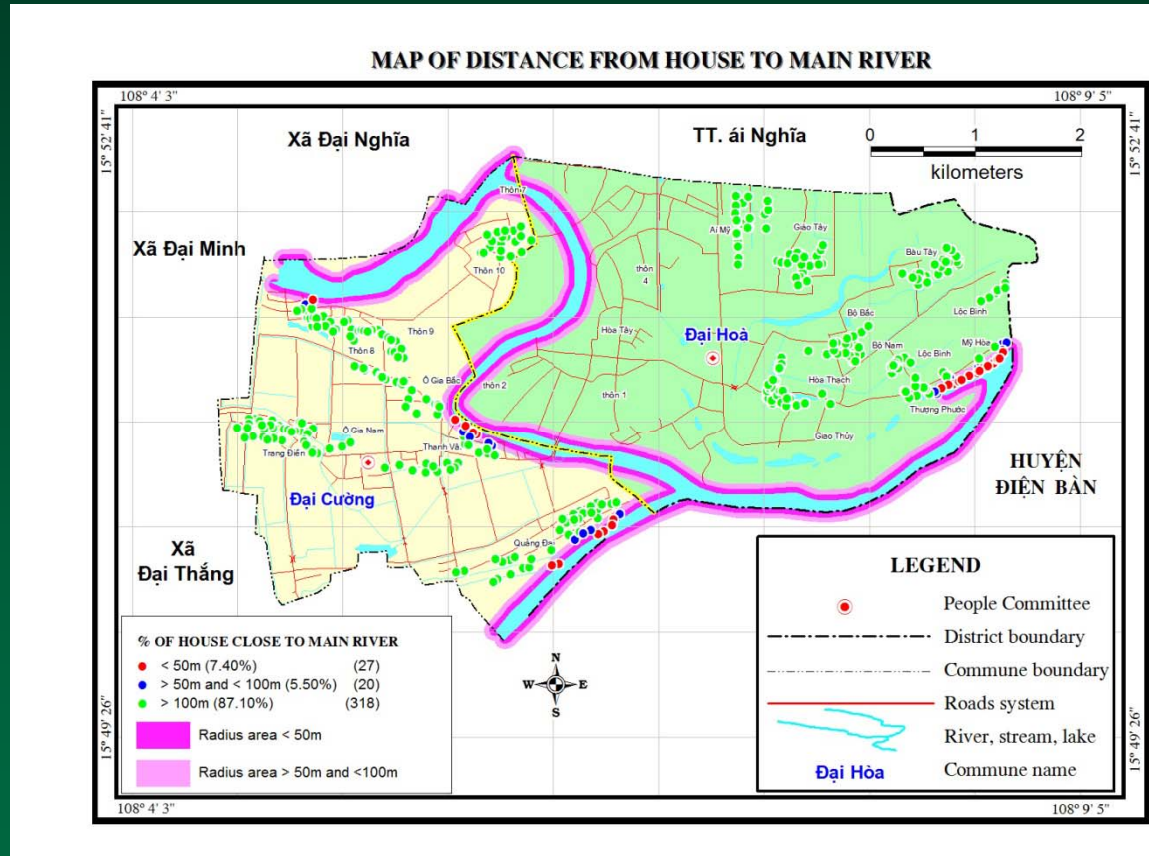 MAP OF DISTANCE FROM HOUSE TO MAIN RIVER
108° 4' 3"
108° 9' 5"
15° 52' 41"
15° 52' 41"
Xã Đại Nghĩa
TT. ái Nghĩa
0 1 2
kilometers
Xã Đại Minh
Thôn 7
Thôn 10
Ái Mỹ
Giáo Tây
Bàu Tây
thôn
4
Lộc Bình
Thôn 9
Thôn 8
Hòa Tây
Đại Hoà
Bộ Bắc
Bộ Nam
Lộc Bình
Mỹ Hòa
Ô Gia Bắc
thôn 2
thôn 1
Hòa Thạch
Thượng Phước
Ô Gia Nam
Trang Điền
Giao Thủy
Đại Cường
HUYỆN
ĐIỆN BÀN
Xã
Đại Thắng
Quảng Đại
% OF HOUSE CLOSE TO MAIN RIVER
< 50m (7.40%) (27)
> 50m and < 100m (5.50%) (20)
> 100m (87.10%) (318)
Radius area < 50m
Radius area > 50m and <100m
N
W E
S
LEGEND
People Committee
District boundary
Commune boundary
Roads system
River, stream, lake
Đại Hòa Commune name
15° 49' 26"
15° 49' 26"
108° 4' 3"
108° 9' 5"